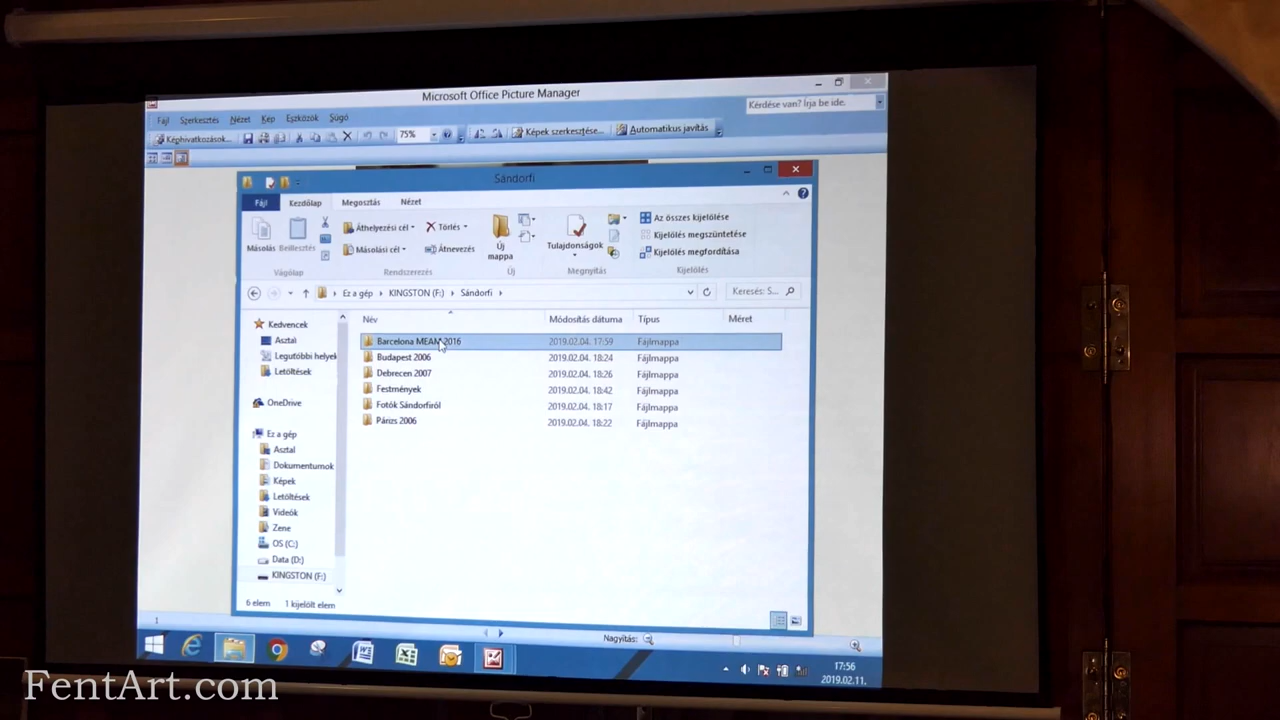 Microsoft Office Picture Manager
Fájl Szerkesztés Nézet Kép Eszközök Súgó
Kérdése van? Írja be ide.
Képhivatkozások... 75% Képek szerkesztése... Automatikus javítás
Sándorfi
Fájl Kezdőlap Megosztás Nézet
Másolás Beillesztés
Áthelyezési cél
Másolási cél
Törlés
Átnevezés
Új
mappa
Tulajdonságok
Az összes kijelölése
Kijelölés megszüntetése
Kijelölés megfordítása
Vágólap Rendszerezés Új Megnyitás Kijelölés
Ez a gép KINGSTON (F:) Sándorfi
Keresés: S...
Név Módosítás dátuma Típus Méret
Barcelona MEAM 2016 2019.02.04. 17:59 Fájlmappa
Budapest 2006 2019.02.04. 18:24 Fájlmappa
Debrecen 2007 2019.02.04. 18:26 Fájlmappa
Festmények 2019.02.04. 18:42 Fájlmappa
Fotók Sándorfiról 2019.02.04. 18:17 Fájlmappa
Párizs 2006 2019.02.04. 18:22 Fájlmappa
Kedvencek
Asztal
Legutóbbi helyek
Letöltések
OneDrive
Ez a gép
Asztal
Dokumentumok
Képek
Letöltések
Videók
Zene
OS (C:)
Data (D:)
KINGSTON (F:)
6 elem 1 kijelölt elem
1
Nagyítás:
17:56
2019.02.11.
FentArt.com